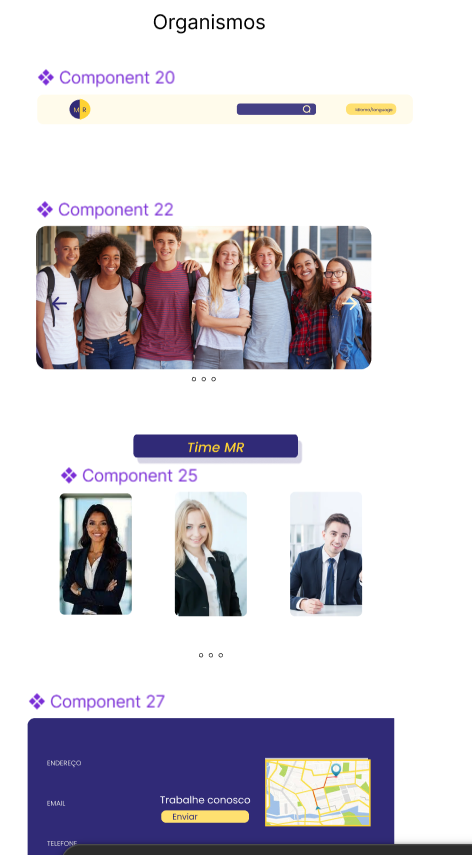 Organismos
Component 20
M R
Idioma/language
Component 22
Time MR
Component 25
Component 27
ENDEREÇO
EMAIL
Trabalhe conosco
Enviar
TELEFONE